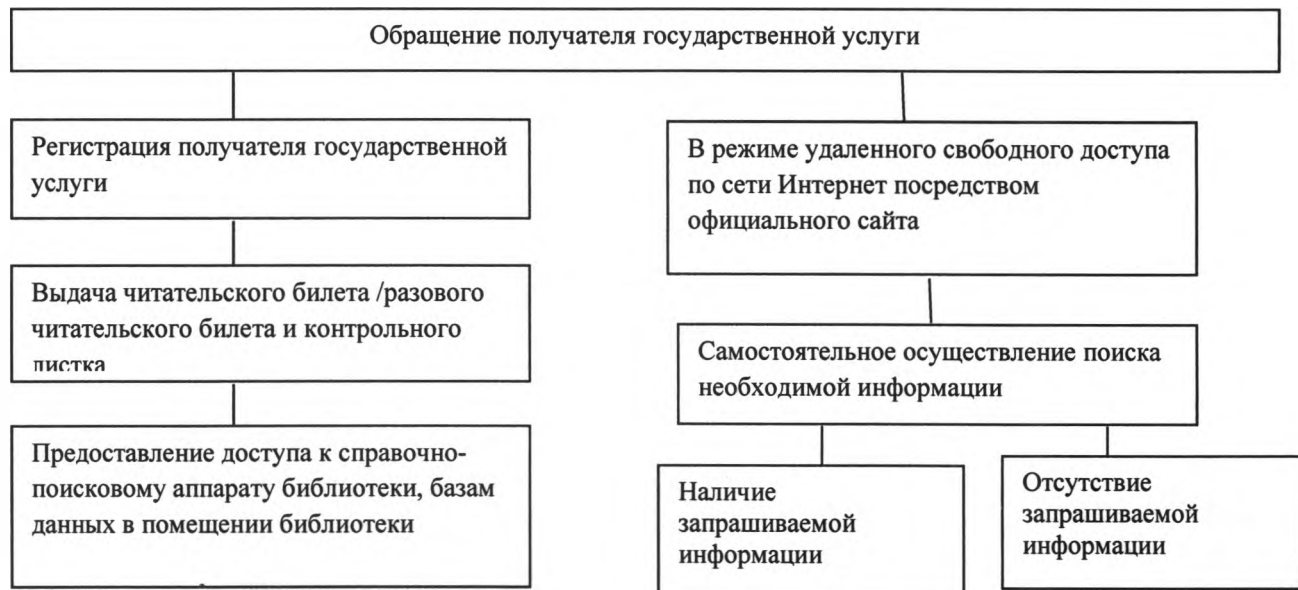 Обращение получателя государственной услуги
Регистрация получателя государственной
услуги
Выдача читательского билета /разового
читательского билета и контрольного
листка
Предоставление доступа к справочно-
поисковому аппарату библиотеки, базам
данных в помещении библиотеки
В режиме удаленного свободного доступа
по сети Интернет посредством
официального сайта
Самостоятельное осуществление поиска
необходимой информации
Наличие
запрашиваемой
информации
Отсутствие
запрашиваемой
информации